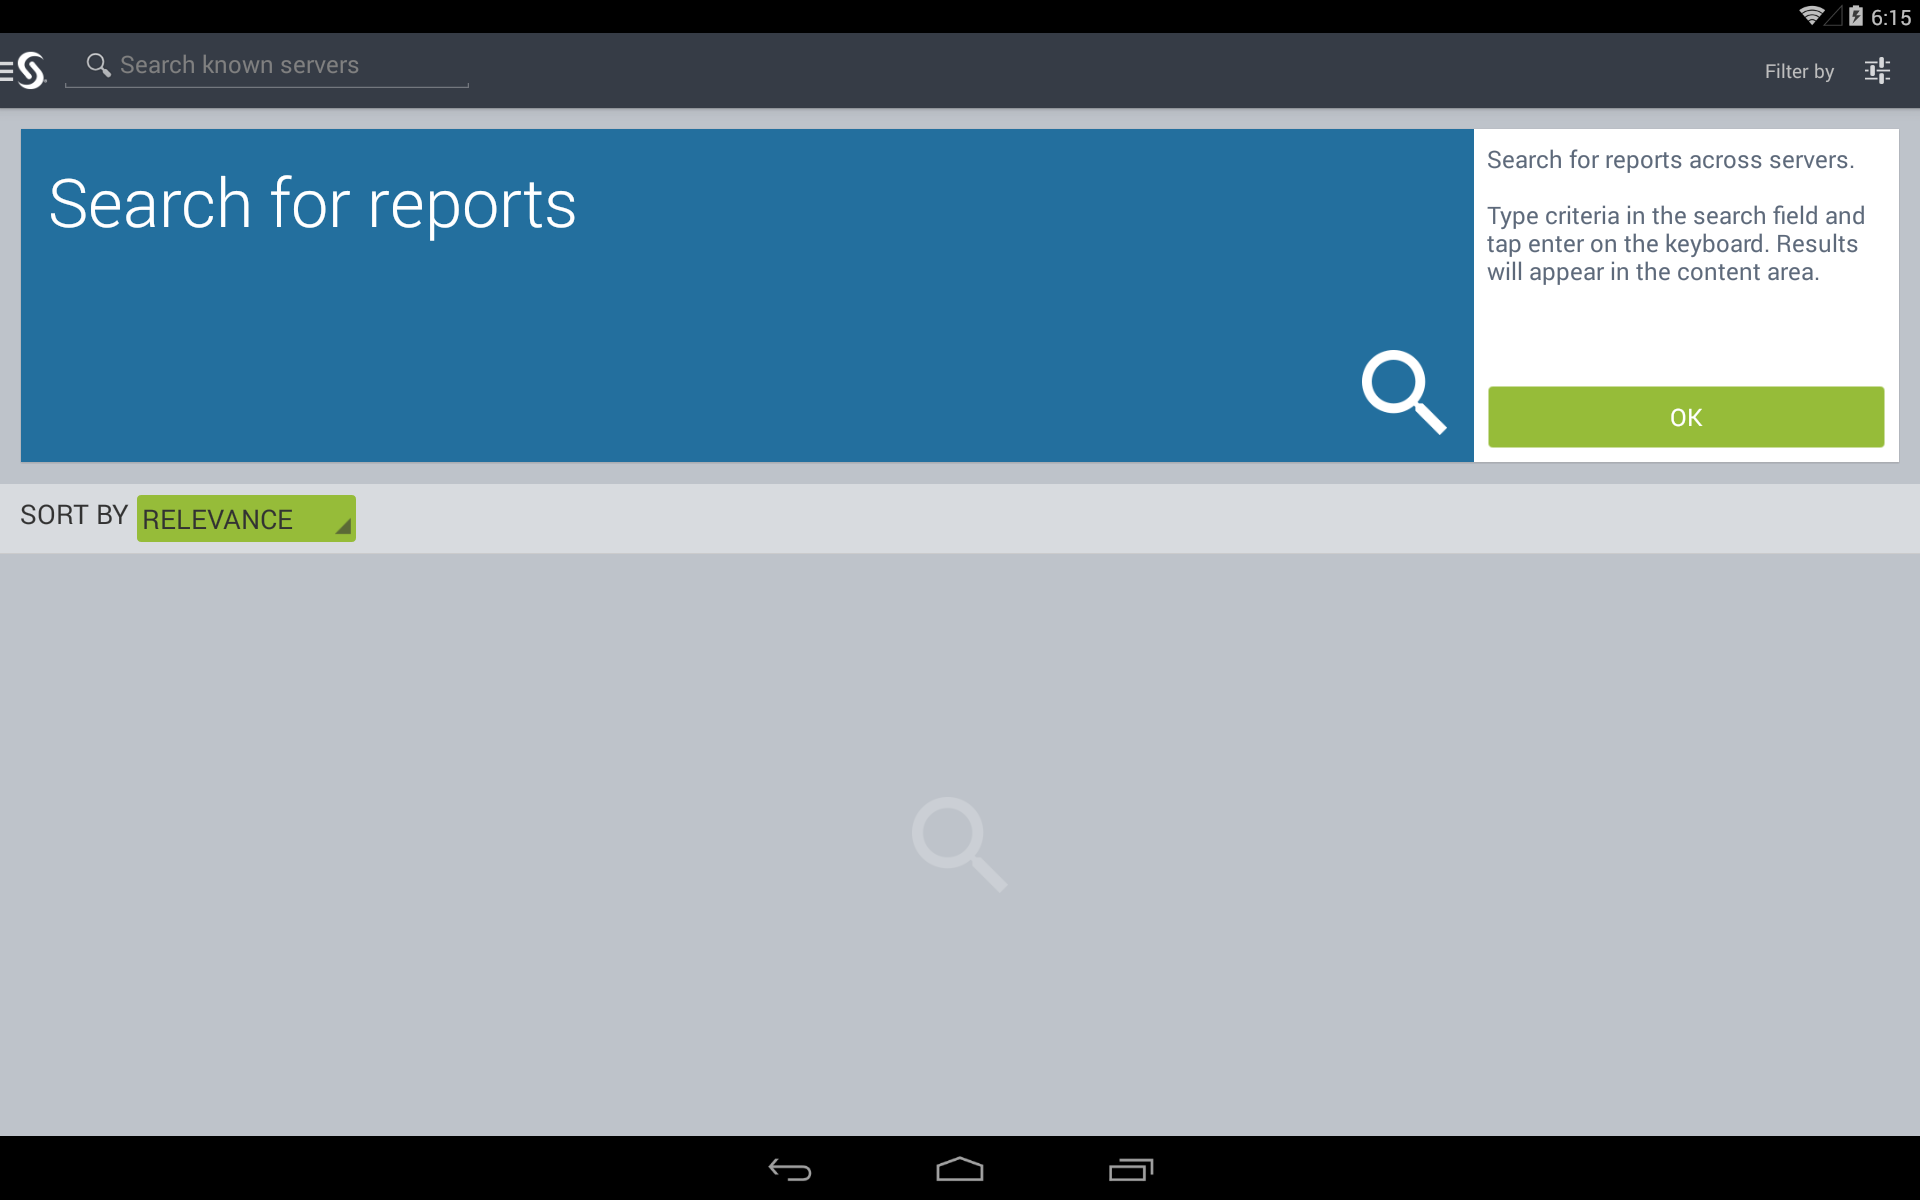 6:15
Search known servers
Filter by
Search for reports
Search for reports across servers.
Type criteria in the search field and
tap enter on the keyboard. Results
will appear in the content area.
OK
SORT BY RELEVANCE